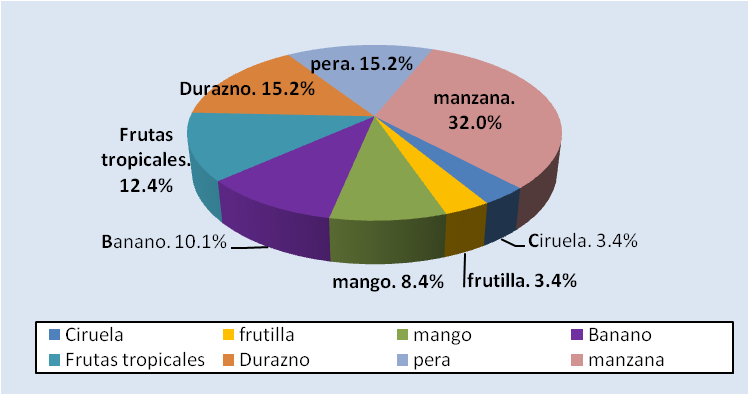 pera. 15.2%
Durazno. 15.2%
manzana.
32.0%
Frutas
tropicales.
12.4%
Banano. 10.1%
Ciruela. 3.4%
mango. 8.4%
frutilla. 3.4%
Ciruela frutilla mango Banano
Frutas tropicales Durazno pera manzana